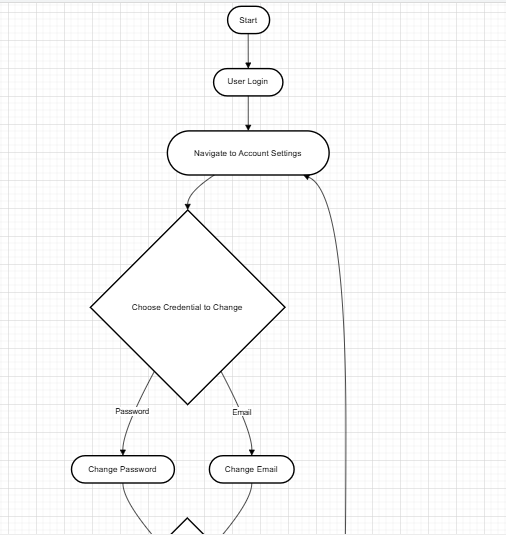 Start
User Login
Navigate to Account Settings
Choose Credential to Change
Password
Email
Change Password
Change Email